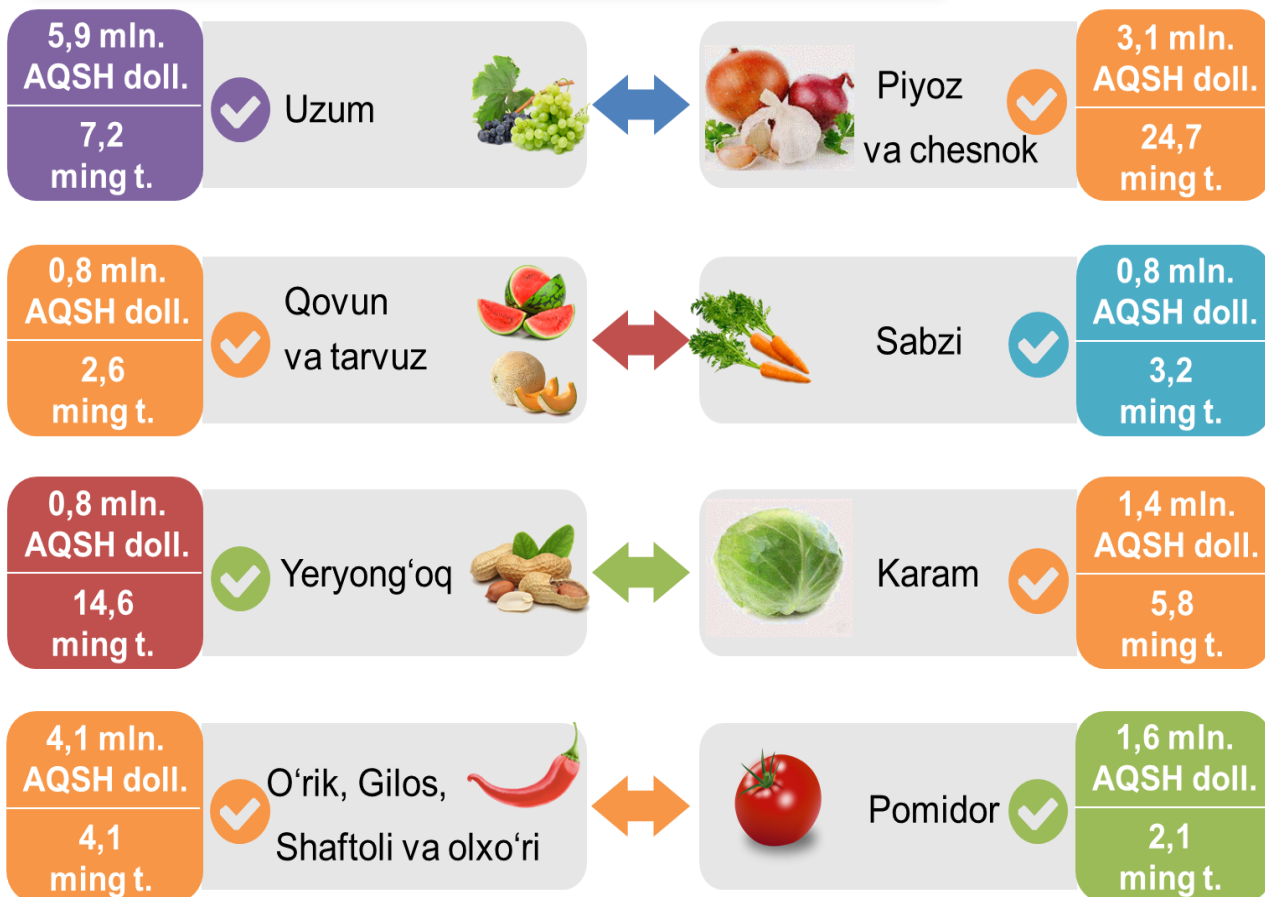 5,9 mln.
AQSH doll.
7,2
ming t.
Uzum
Piyoz
va chesnok
3,1 mln.
AQSH doll.
24,7
ming t.
0,8 mln.
AQSH doll.
2,6
ming t.
Qovun
va tarvuz
Sabzi
0,8 mln.
AQSH doll.
3,2
ming t.
0,8 mln.
AQSH doll.
14,6
ming t.
Yeryong‘oq
Karam
1,4 mln.
AQSH doll.
5,8
ming t.
4,1 mln.
AQSH doll.
4,1
ming t.
O‘rik, Gilos,
Shaftoli va olxo‘ri
Pomidor
1,6 mln.
AQSH doll.
2,1
ming t.